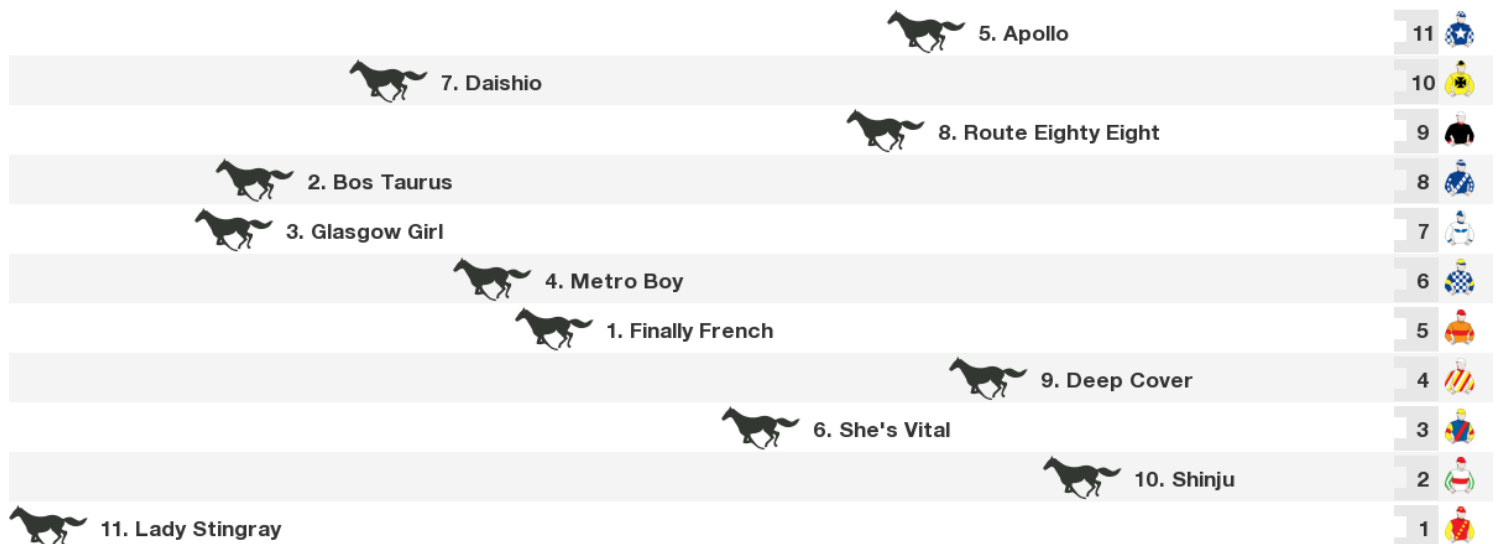 5. Apollo 11
7. Daishio 10
8. Route Eighty Eight 9
2. Bos Taurus 8
3. Glasgow Girl 7
4. Metro Boy 6
1. Finally French 5
9. Deep Cover 4
6. She's Vital 3
10. Shinju 2
11. Lady Stingray 1